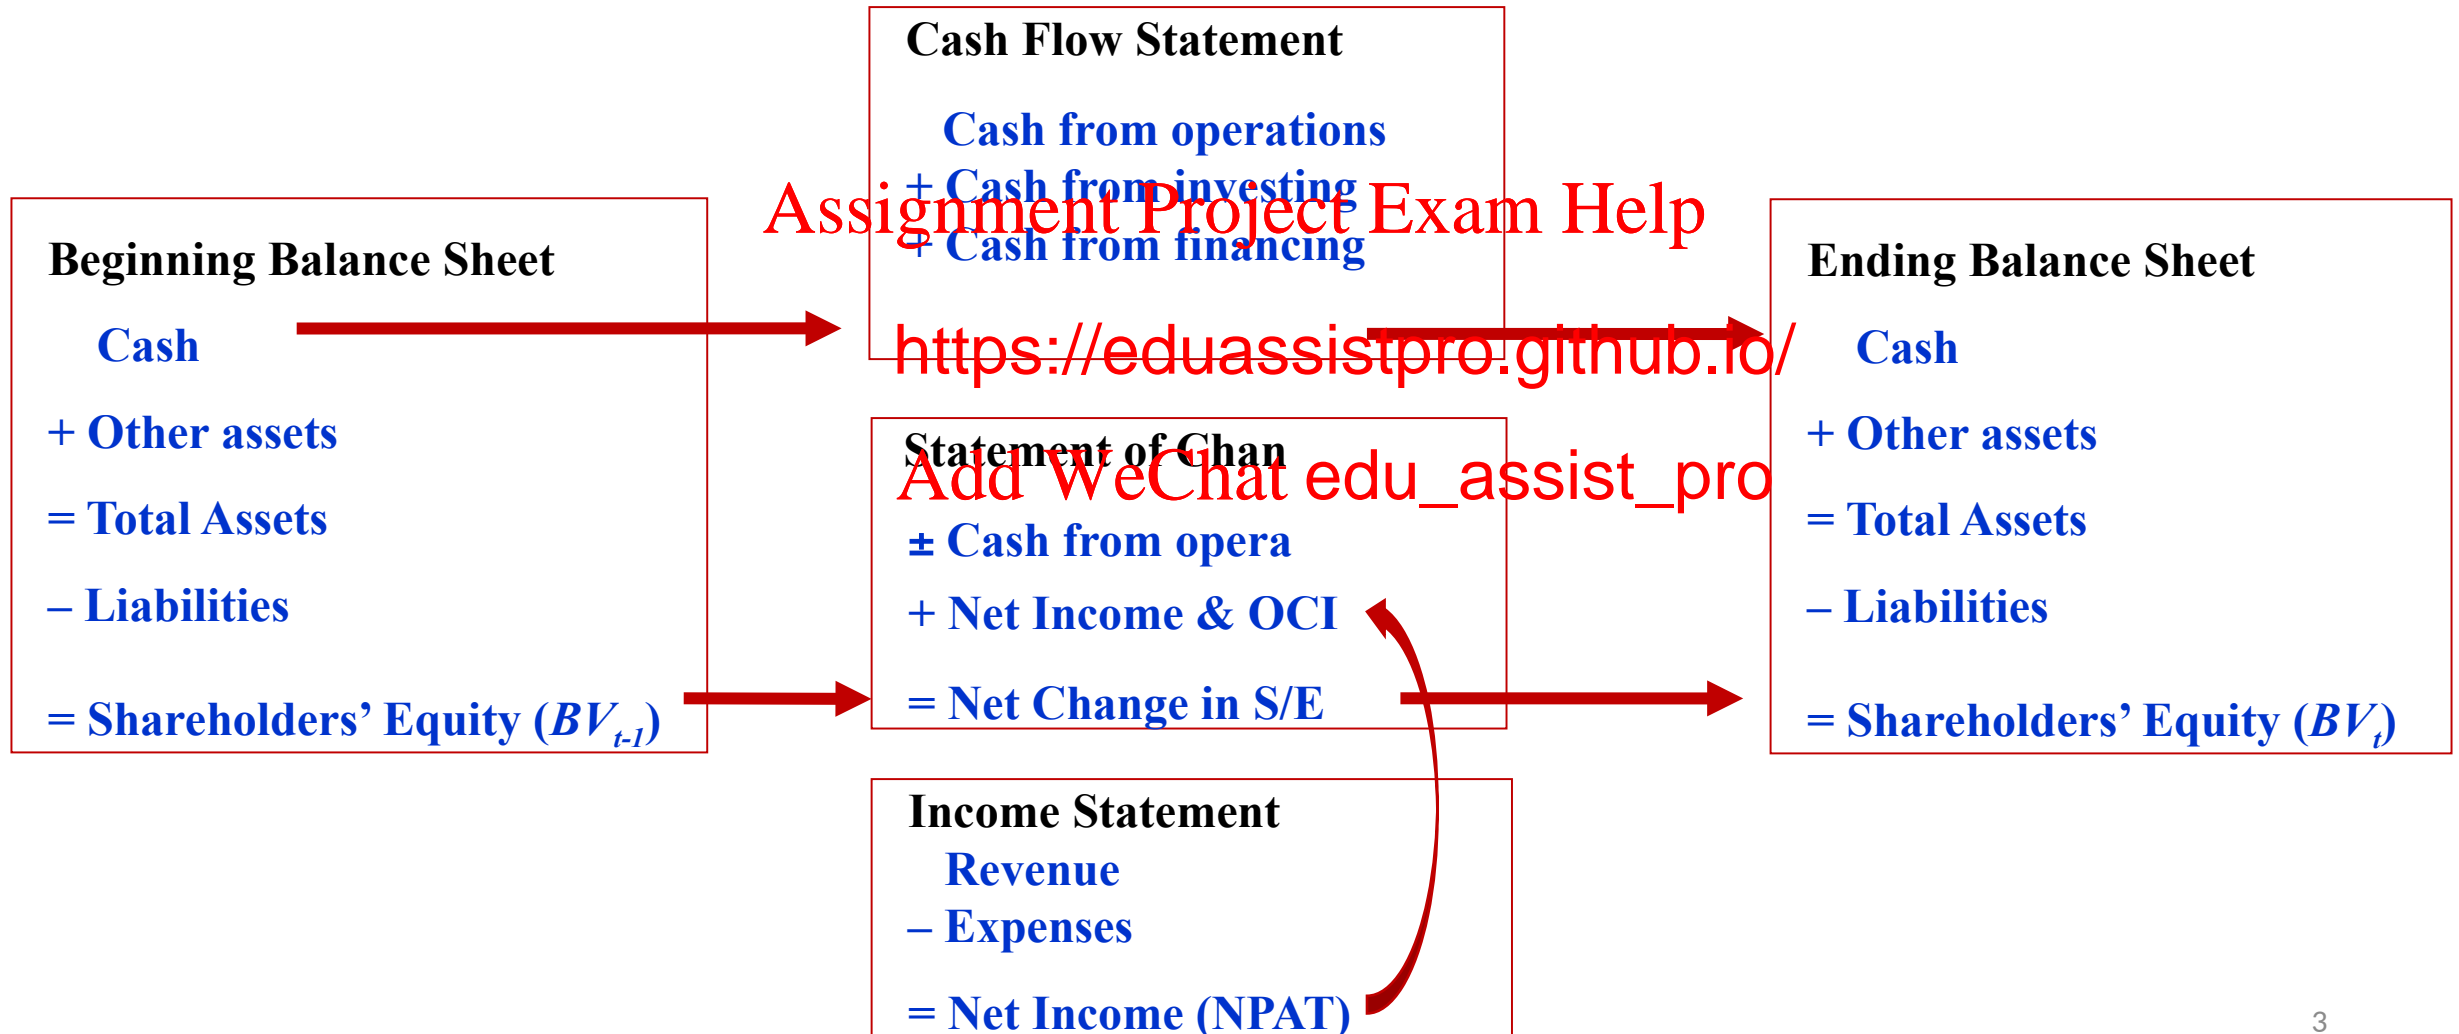 Cash Flow Statement
Cash from operations
+ Cash from investing
+ Cash from financing
Assignment Project Exam Help
Beginning Balance Sheet
Cash
+ Other assets
= Total Assets
– Liabilities
= Shareholders’ Equity (BVt-1)
https://eduassistpro.github.io/
Statement of Chan
Add WeChat edu_assist_pro
± Cash from opera
+ Net Income & OCI
= Net Change in S/E
Income Statement
Revenue
– Expenses
= Net Income (NPAT)
Ending Balance Sheet
Cash
+ Other assets
= Total Assets
– Liabilities
= Shareholders’ Equity (BVt)
3